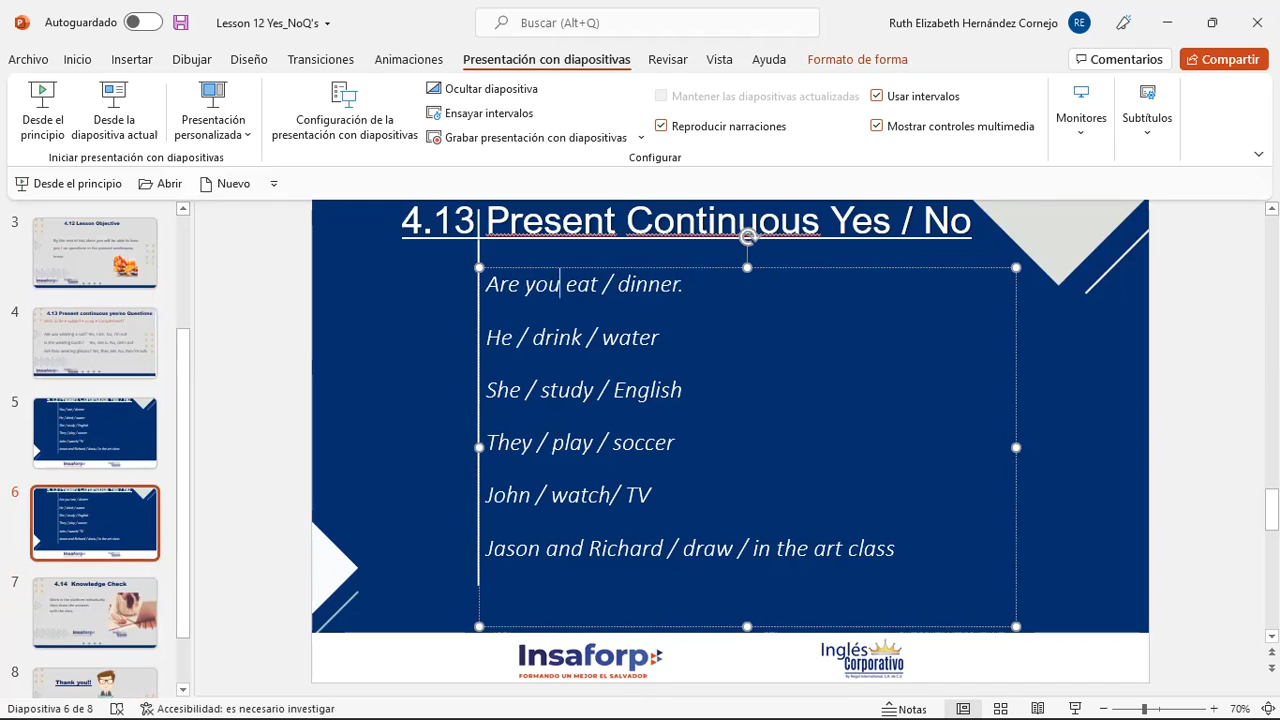 Autoguardado
Lesson 12 Yes_NoQ's
Buscar (Alt+Q)
Ruth Elizabeth Hernández Cornejo
RE
Archivo
Inicio
Insertar
Dibujar
Diseño
Transiciones
Animaciones
Presentación con diapositivas
Revisar
Vista
Ayuda
Formato de forma
Comentarios
Compartir
Desde el principio
Desde la diapositiva actual
Presentación personalizada
Iniciar presentación con diapositivas
Configuración de la presentación con diapositivas
Ocultar diapositiva
Ensayar intervalos
Grabar presentación con diapositivas
Mantener las diapositivas actualizadas
Reproducir narraciones
Usar intervalos
Mostrar controles multimedia
Configurar
Monitores
Subtítulos
Desde el principio
Abrir
Nuevo
3
4.12 Lesson Objective
4
4.13 Present continuous yes/no Questions
5
6
7
4.14 Knowledge Check
8
Thank you!!
4.13 Present Continuous Yes / No
Are you eat / dinner.
He / drink / water
She / study / English
They / play / soccer
John / watch/ TV
Jason and Richard / draw / in the art class
Insaforp
FORMANDO UN MEJOR EL SALVADOR
Inglés
Corporativo
Diapositiva 6 de 8
Accesibilidad: es necesario investigar
Notas
70%